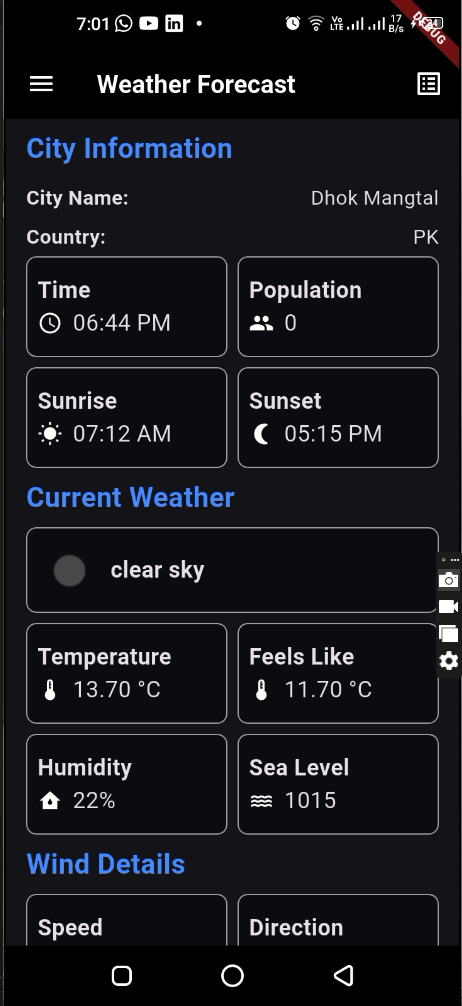 7:01
Vo
LTE
17
B/s
24
DEBUG
Weather Forecast
City Information
City Name: Dhok Mangtal
Country: PK
Time Population
06:44 PM 0
Sunrise Sunset
07:12 AM 05:15 PM
Current Weather
clear sky
Temperature Feels Like
13.70 °C 11.70 °C
Humidity Sea Level
22% 1015
Wind Details
Speed Direction